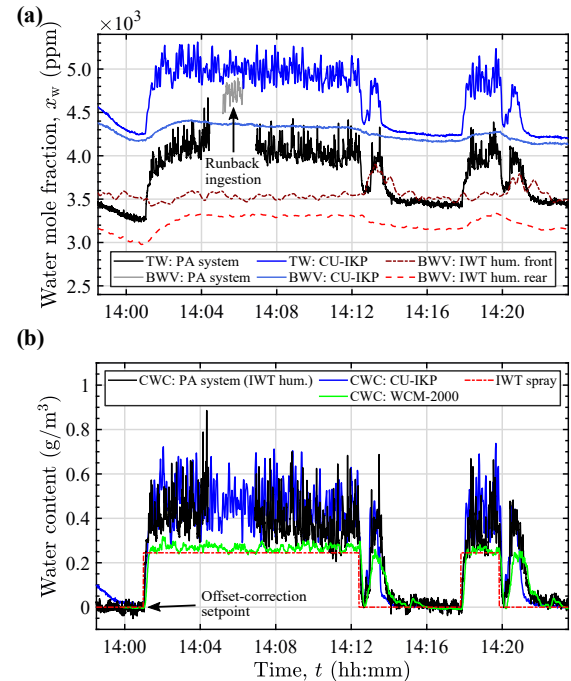 (a)
×10³
Water mole fraction, x_w (ppm)
5.0
4.5
4.0
3.5
3.0
2.5
Runback
ingestion
TW: PA system
TW: CU-IKP
BWV: IWT hum. front
BWV: PA system
BWV: CU-IKP
BWV: IWT hum. rear
14:00
14:04
14:08
14:12
14:16
14:20
(b)
Water content (g/m³)
1
0.8
0.6
0.4
0.2
0
CWC: PA system (IWT hum.)
CWC: CU-IKP
IWT spray
CWC: WCM-2000
Offset-correction
setpoint
14:00
14:04
14:08
14:12
14:16
14:20
Time, t (hh:mm)